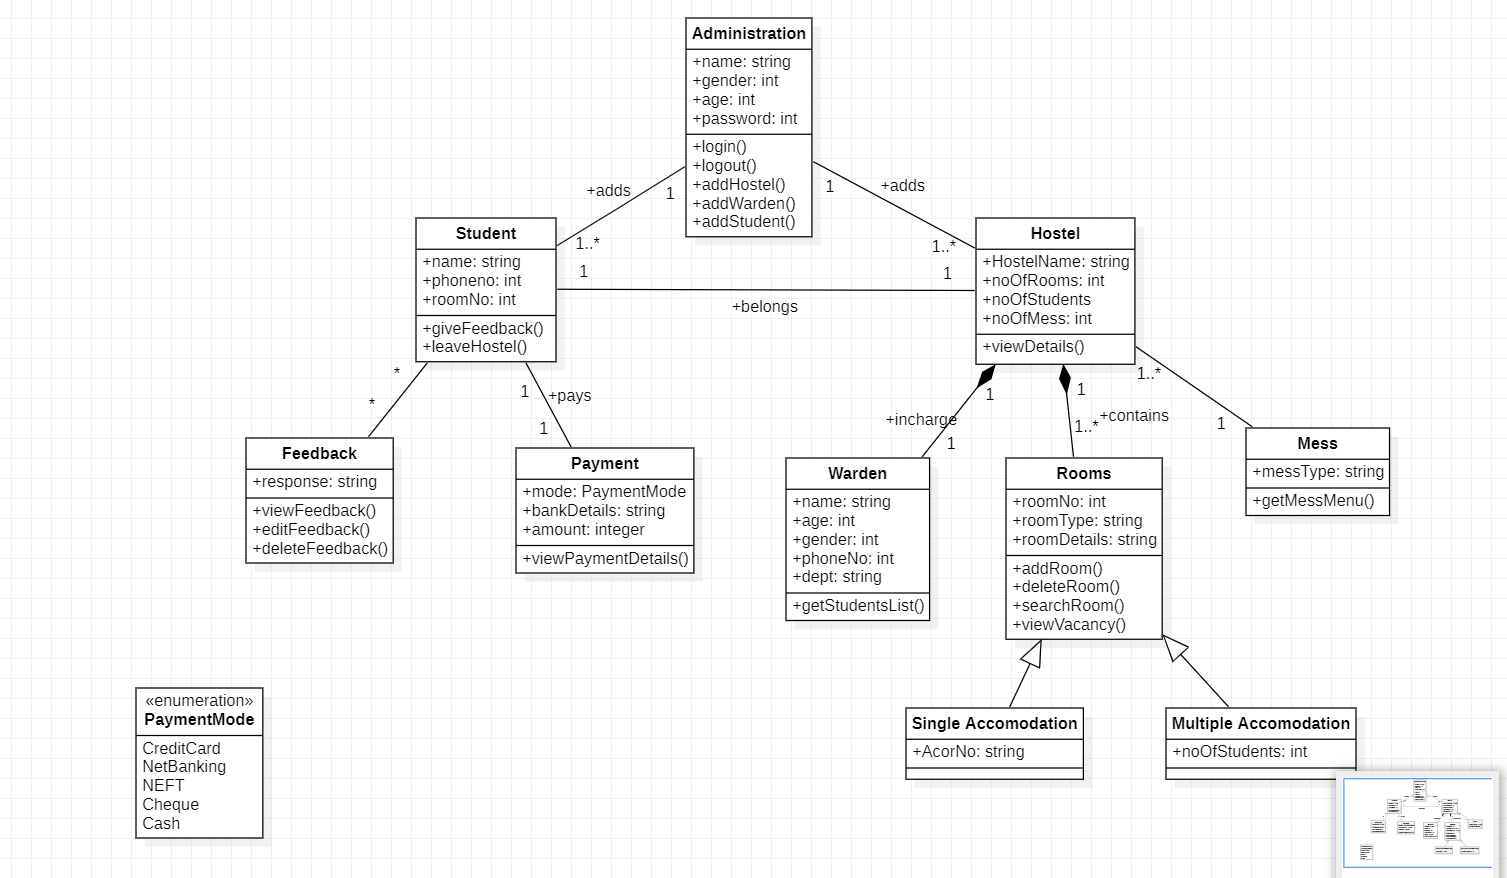 Administration
+name: string
+gender: int
+age: int
+password: int
+login()
+logout()
+addHostel()
+addWarden()
+addStudent()
+adds
1
1..*
1
+adds
1..*
Student
+name: string
+phoneno: int
+roomNo: int
+giveFeedback()
+leaveHostel()
1
1
+belongs
Hostel
+HostelName: string
+noOfRooms: int
+noOfStudents
+noOfMess: int
+viewDetails()
*
*
1
+pays
1
1
+incharge
1
1
+contains
1..*
1..*
1
Feedback
+response: string
+viewFeedback()
+editFeedback()
+deleteFeedback()
Payment
+mode: PaymentMode
+bankDetails: string
+amount: integer
+viewPaymentDetails()
Warden
+name: string
+age: int
+gender: int
+phoneNo: int
+dept: string
+getStudentsList()
Rooms
+roomNo: int
+roomType: string
+roomDetails: string
+addRoom()
+deleteRoom()
+searchRoom()
+viewVacancy()
Mess
+messType: string
+getMessMenu()
«enumeration»
PaymentMode
CreditCard
NetBanking
NEFT
Cheque
Cash
Single Accomodation
+AcorNo: string
Multiple Accomodation
+noOfStudents: int